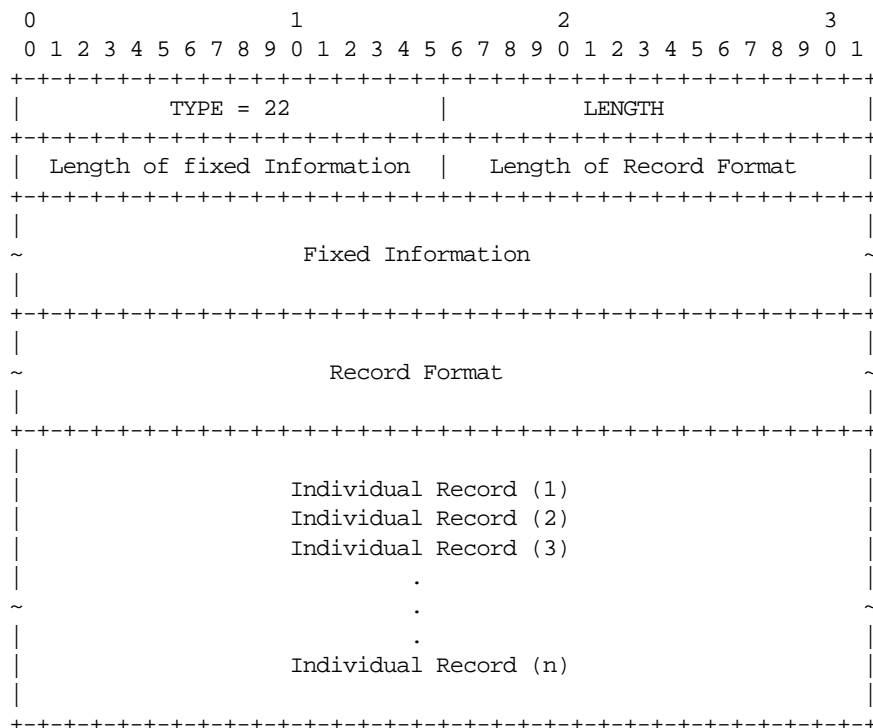 0                   1                   2                   3
 0 1 2 3 4 5 6 7 8 9 0 1 2 3 4 5 6 7 8 9 0 1 2 3 4 5 6 7 8 9 0 1
+-+-+-+-+-+-+-+-+-+-+-+-+-+-+-+-+-+-+-+-+-+-+-+-+-+-+-+-+-+-+-+-+
|           TYPE = 22           |          LENGTH               |
+-+-+-+-+-+-+-+-+-+-+-+-+-+-+-+-+-+-+-+-+-+-+-+-+-+-+-+-+-+-+-+-+
|  Length of fixed Information  |   Length of Record Format     |
+-+-+-+-+-+-+-+-+-+-+-+-+-+-+-+-+-+-+-+-+-+-+-+-+-+-+-+-+-+-+-+-+
|                                                               |
~                     Fixed Information                         ~
|                                                               |
+-+-+-+-+-+-+-+-+-+-+-+-+-+-+-+-+-+-+-+-+-+-+-+-+-+-+-+-+-+-+-+-+
|                                                               |
~                       Record Format                           ~
|                                                               |
+-+-+-+-+-+-+-+-+-+-+-+-+-+-+-+-+-+-+-+-+-+-+-+-+-+-+-+-+-+-+-+-+
|                                                               |
|                    Individual Record (1)                      |
|                    Individual Record (2)                      |
|                    Individual Record (3)                      |
|                             .                                 |
~                             .                                 ~
|                             .                                 |
|                    Individual Record (n)                      |
|                                                               |
+-+-+-+-+-+-+-+-+-+-+-+-+-+-+-+-+-+-+-+-+-+-+-+-+-+-+-+-+-+-+-+-+